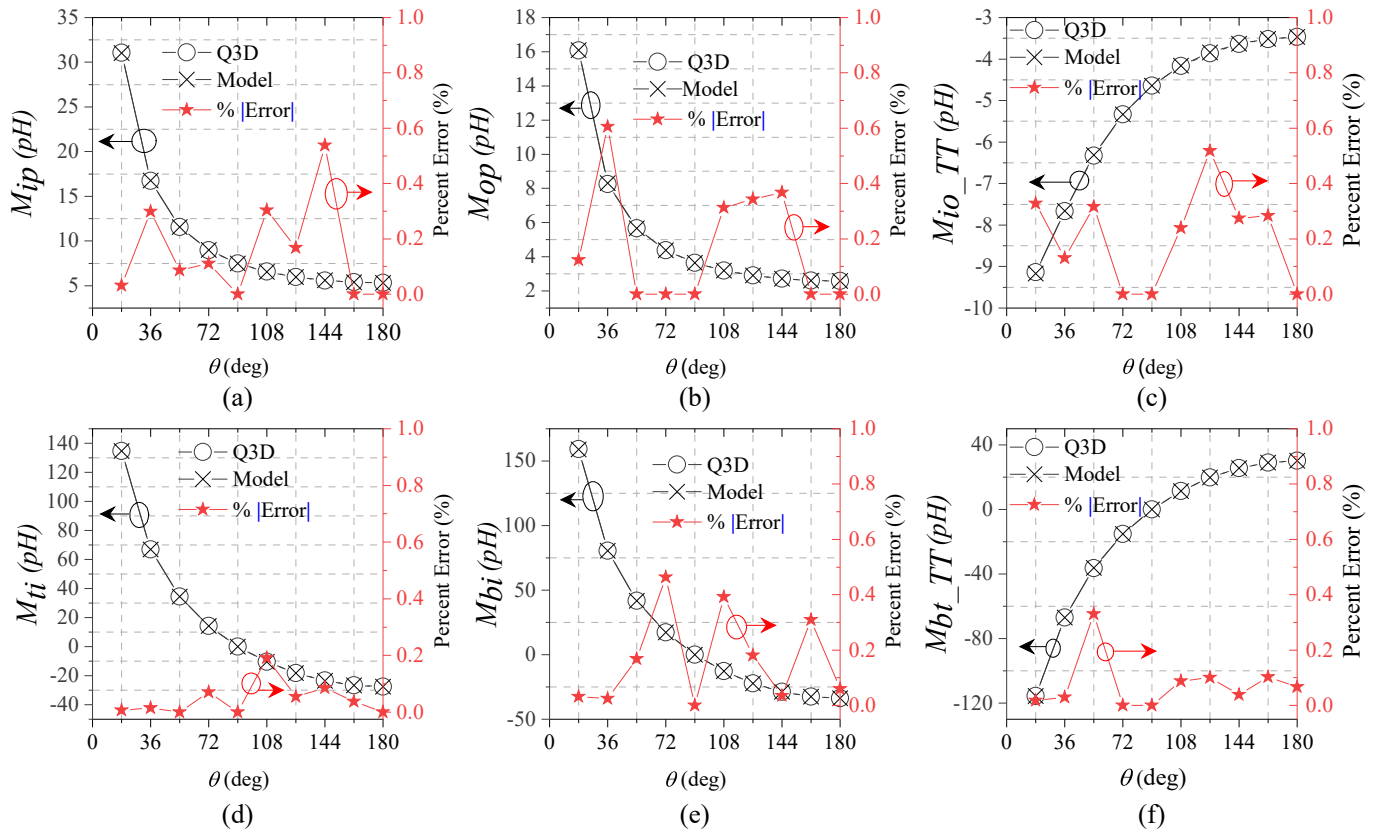 35
30
25
20
15
10
5
M_ip (pH)
0 36 72 108 144 180
θ (deg)
1.0
0.8
0.6
0.4
0.2
0.0
Percent Error (%)
Q3D
Model
% |Error|
(a)
18
16
14
12
10
8
6
4
2
M_op (pH)
0 36 72 108 144 180
θ (deg)
1.0
0.8
0.6
0.4
0.2
0.0
Percent Error (%)
Q3D
Model
% |Error|
(b)
-3
-4
-5
-6
-7
-8
-9
-10
M_io_TT (pH)
0 36 72 108 144 180
θ (deg)
1.0
0.8
0.6
0.4
0.2
0.0
Percent Error (%)
Q3D
Model
% |Error|
(c)
140
120
100
80
60
40
20
0
-20
-40
M_ti (pH)
0 36 72 108 144 180
θ (deg)
1.0
0.8
0.6
0.4
0.2
0.0
Percent Error (%)
Q3D
Model
% |Error|
(d)
150
100
50
0
-50
M_bi (pH)
0 36 72 108 144 180
θ (deg)
1.0
0.8
0.6
0.4
0.2
0.0
Percent Error (%)
Q3D
Model
% |Error|
(e)
40
0
-40
-80
-120
M_bt_TT (pH)
0 36 72 108 144 180
θ (deg)
1.0
0.8
0.6
0.4
0.2
0.0
Percent Error (%)
Q3D
Model
% |Error|
(f)